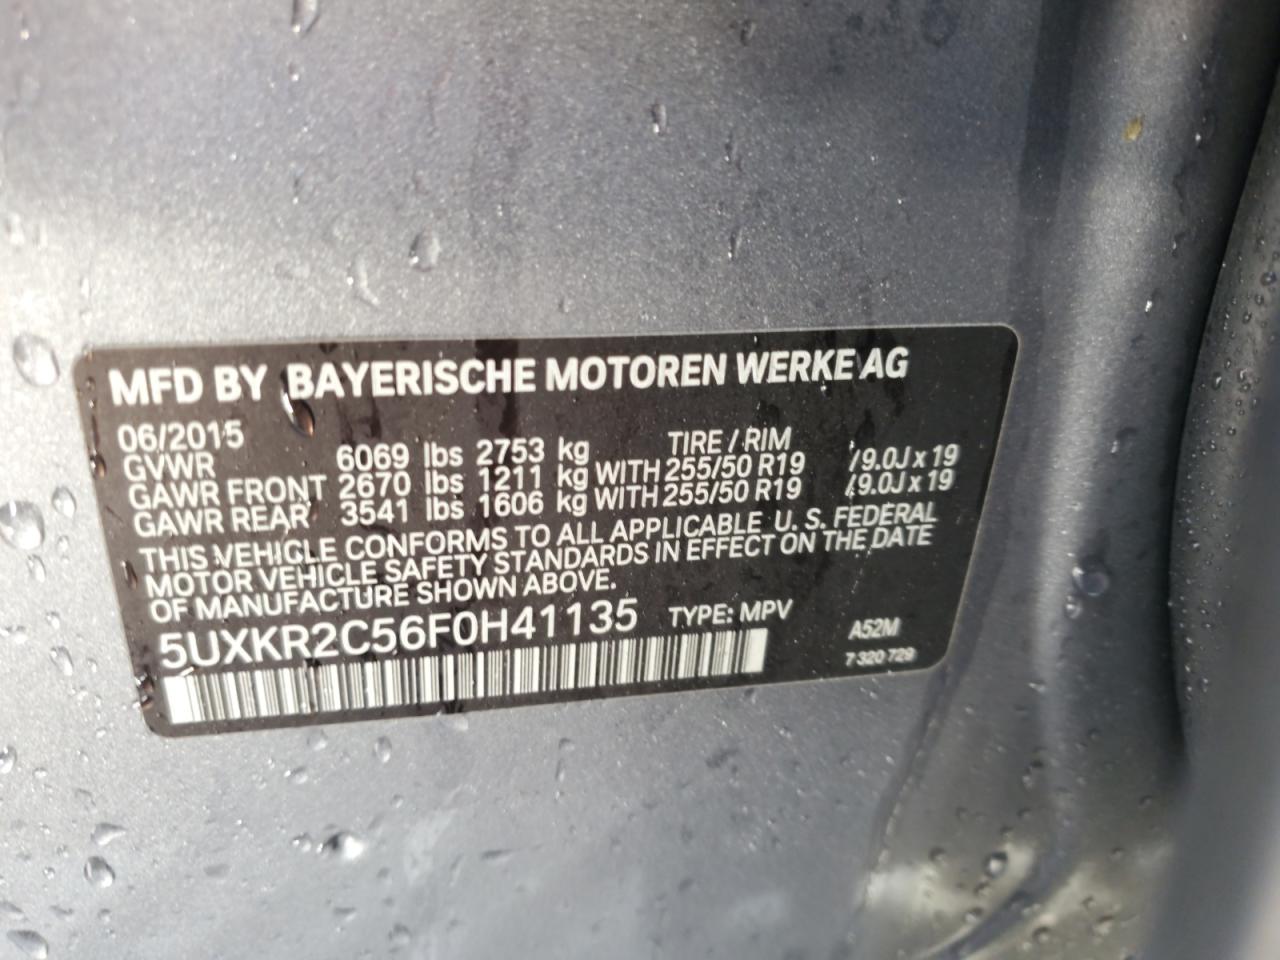 MFD BY BAYERISCHE MOTOREN WERKE AG
06/2015 TIRE / RIM
GVWR 6069 lbs 2753 kg
GAWR FRONT 2670 lbs 1211 kg WITH 255/50 R19 /9.0J x 19
GAWR REAR 3541 lbs 1606 kg WITH 255/50 R19 /9.0J x 19
THIS VEHICLE CONFORMS TO ALL APPLICABLE U. S. FEDERAL
MOTOR VEHICLE SAFETY STANDARDS IN EFFECT ON THE DATE
OF MANUFACTURE SHOWN ABOVE.
5UXKR2C56F0H41135 TYPE: MPV
A52M
7 320 729